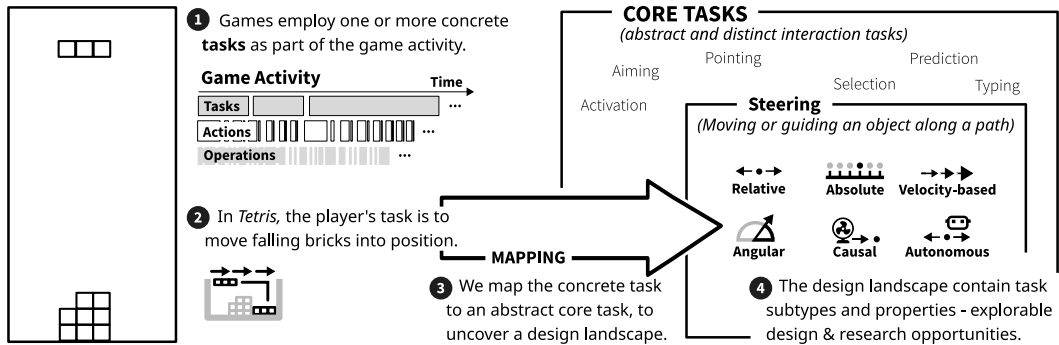 1 Games employ one or more concrete
tasks as part of the game activity.
Game Activity
Time
Tasks
...
Actions
...
Operations
...
2 In Tetris, the player's task is to
move falling bricks into position.
MAPPING
3 We map the concrete task
to an abstract core task, to
uncover a design landscape.
CORE TASKS
(abstract and distinct interaction tasks)
Aiming
Pointing
Prediction
Activation
Selection
Typing
Steering
(Moving or guiding an object along a path)
Relative
Absolute
Velocity-based
Angular
Causal
Autonomous
4 The design landscape contain task
subtypes and properties - explorable
design & research opportunities.